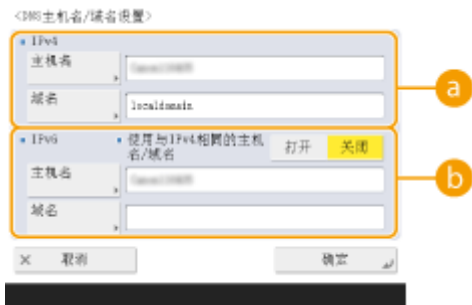 <DNS主机名/域名设置>
IPv4
主机名
域名
localdomain
a
IPv6
使用与IPv4相同的主机名/域名
打开
关闭
主机名
域名
b
× 取消
确定